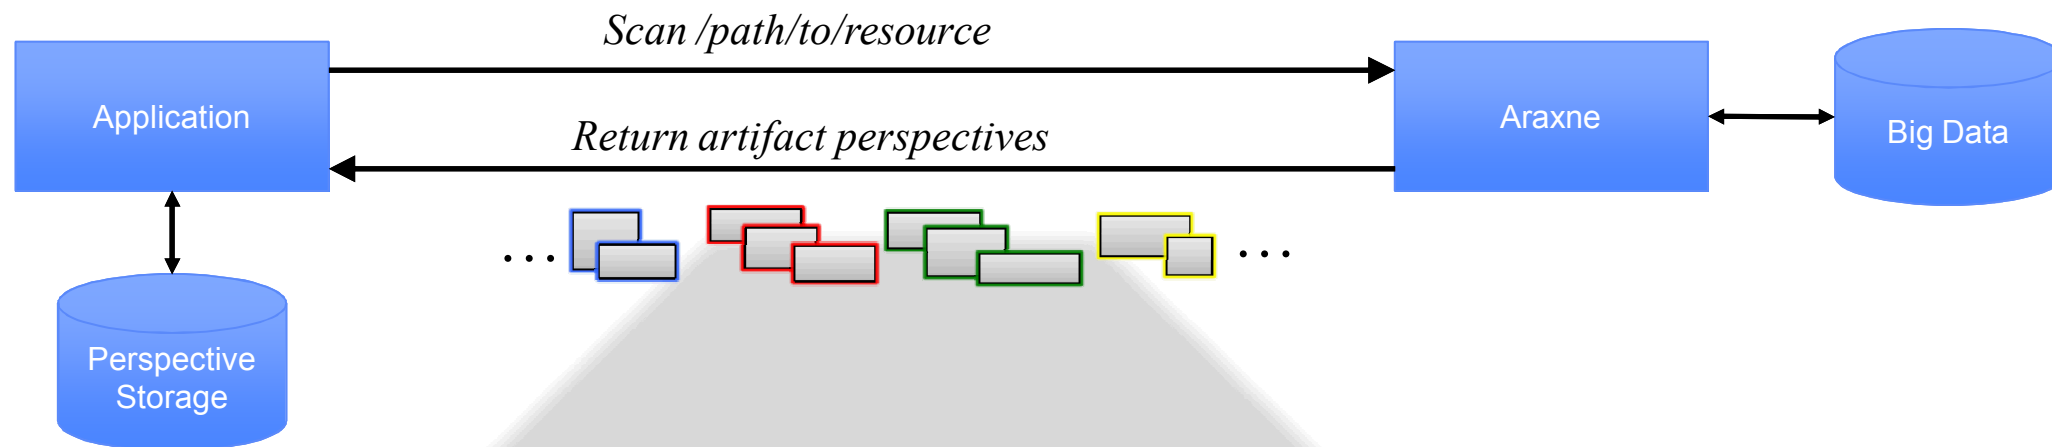 Scan /path/to/resource
Application
Araxne
Big Data
Return artifact perspectives
...
...
Perspective
Storage